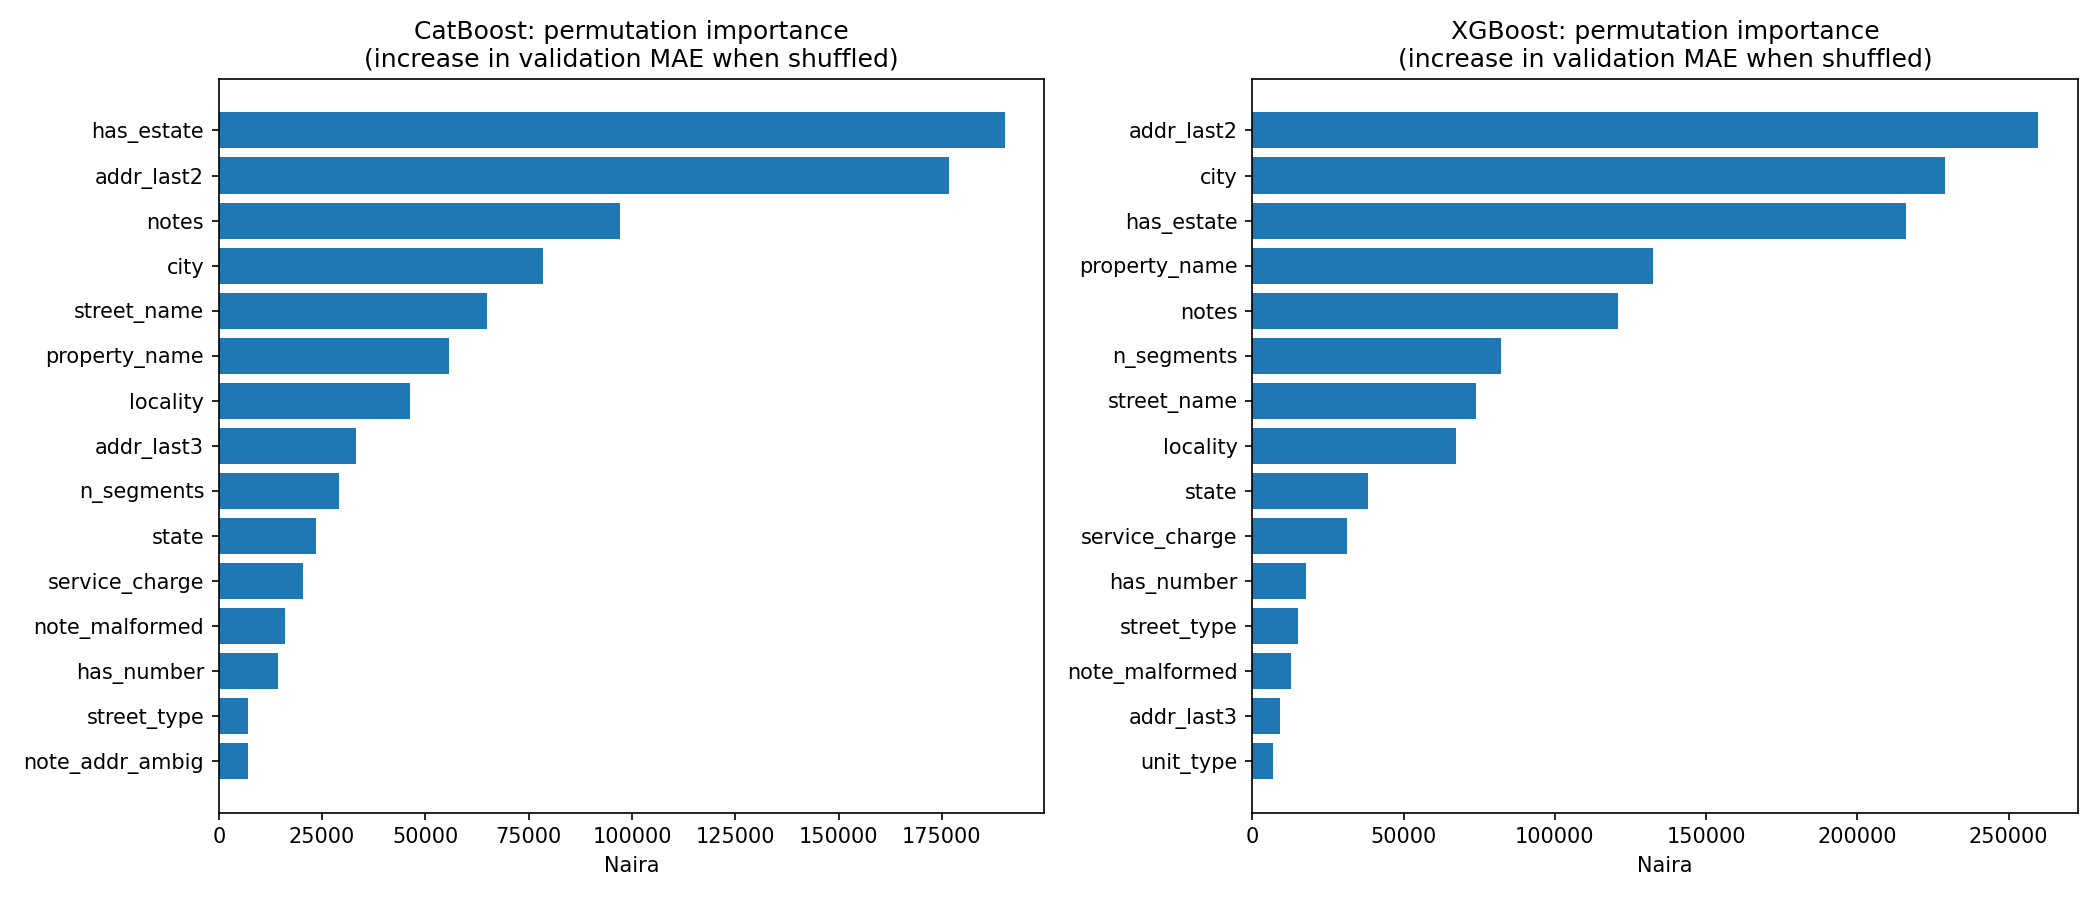 CatBoost: permutation importance
(increase in validation MAE when shuffled)
has_estate
addr_last2
notes
city
street_name
property_name
locality
addr_last3
n_segments
state
service_charge
note_malformed
has_number
street_type
note_addr_ambig
0 25000 50000 75000 100000 125000 150000 175000
Naira
XGBoost: permutation importance
(increase in validation MAE when shuffled)
addr_last2
city
has_estate
property_name
notes
n_segments
street_name
locality
state
service_charge
has_number
street_type
note_malformed
addr_last3
unit_type
0 50000 100000 150000 200000 250000
Naira